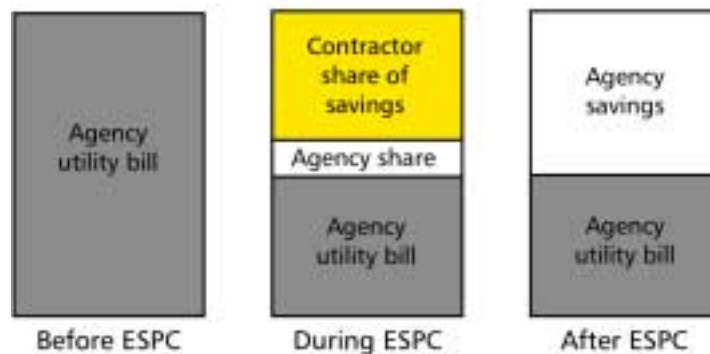 Agency
utility bill
Before ESPC
Contractor
share of
savings
Agency share
Agency
utility bill
During ESPC
Agency
savings
Agency
utility bill
After ESPC